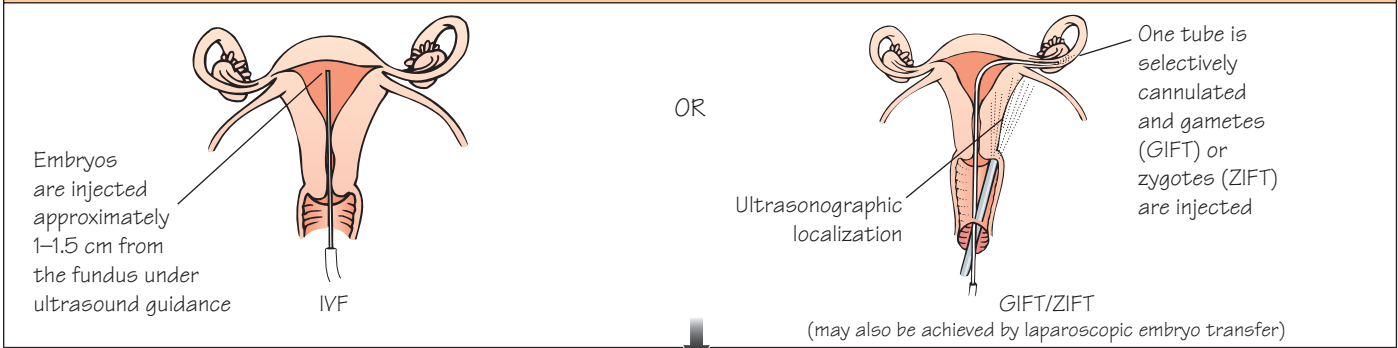 Embryos
are injected
approximately
1–1.5 cm from
the fundus under
ultrasound guidance
IVF
OR
One tube is
selectively
cannulated
and gametes
(GIFT) or
zygotes (ZIFT)
are injected
Ultrasonographic
localization
GIFT/ZIFT
(may also be achieved by laparoscopic embryo transfer)